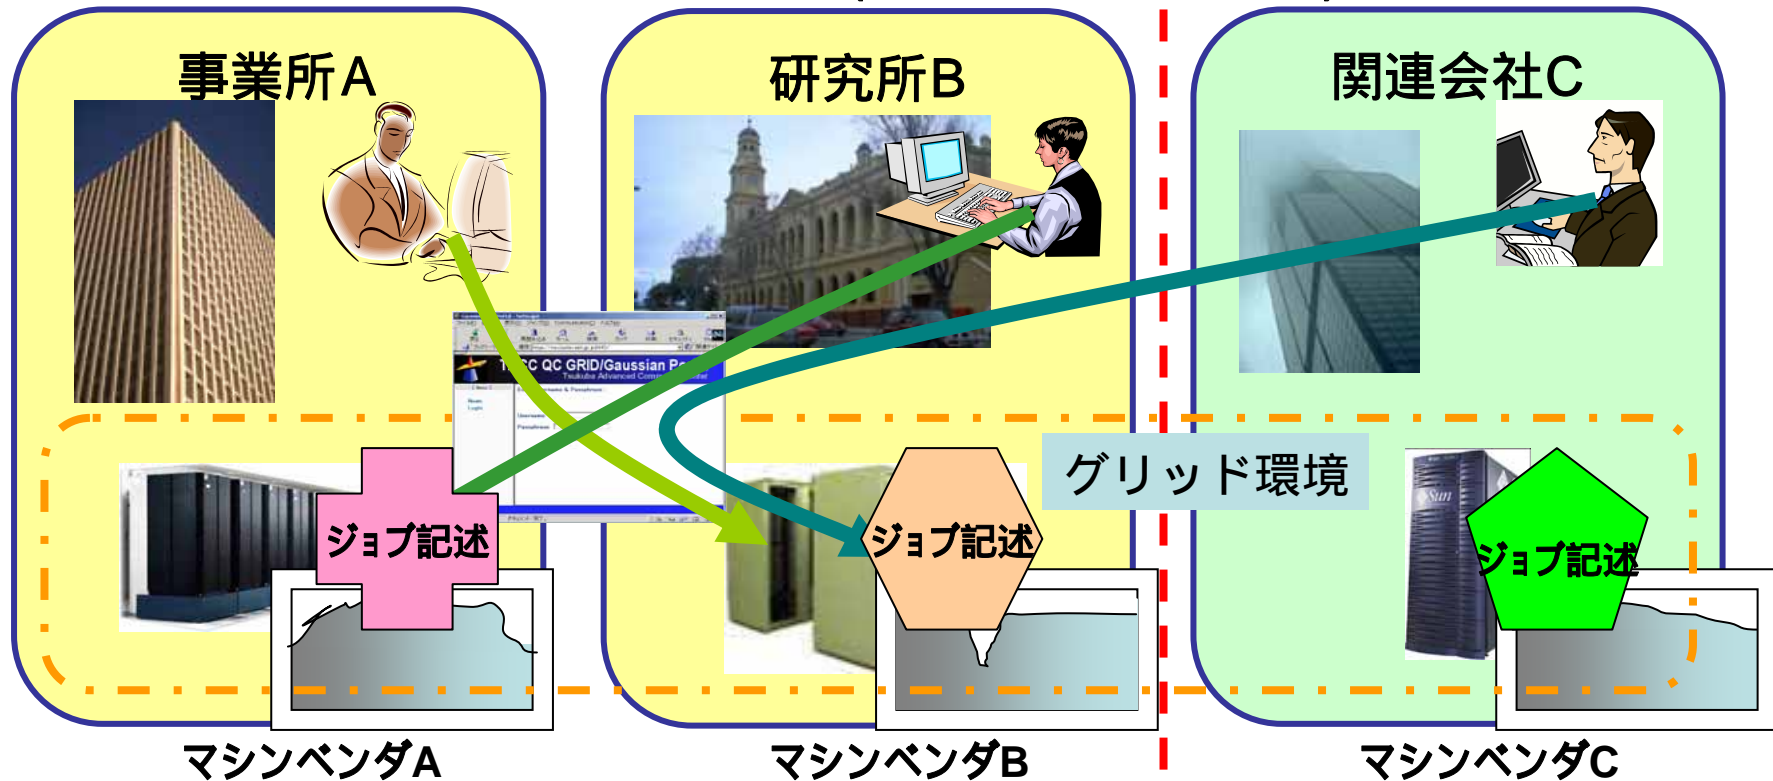 事業所A
研究所B
関連会社C
QC GRID/Gaussian
Tsukuba Advanced
Username
グリッド環境
Sun
ジョブ記述
ジョブ記述
ジョブ記述
マシンベンダA
マシンベンダB
マシンベンダC